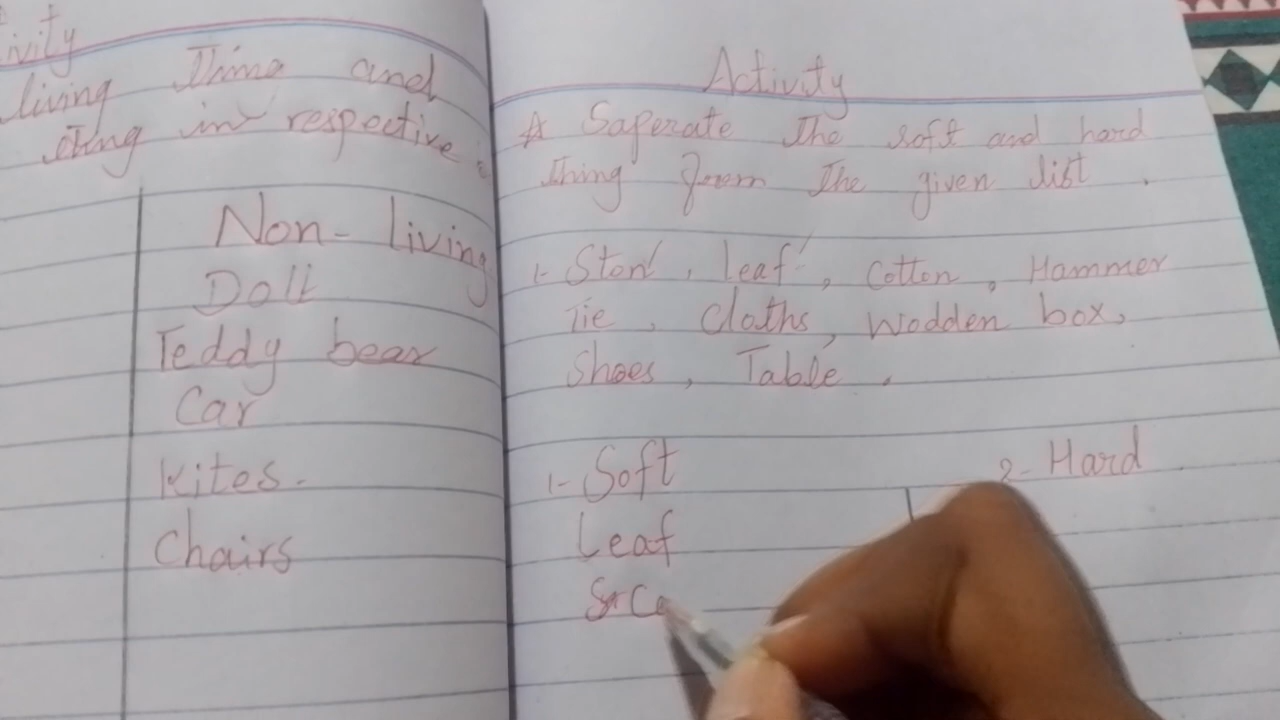 ivity
living Thing and
thing in respective
Non-living
Doll
Teddy bear
Car
Kites.
Chairs
Activity
Saperate The soft and hard
Thing from The given list.
1- Ston, leaf, Cotton, Hammer
Tie, Cloths, Wodden box,
Shoes, Table.
1- Soft
2- Hard
Leaf
Co